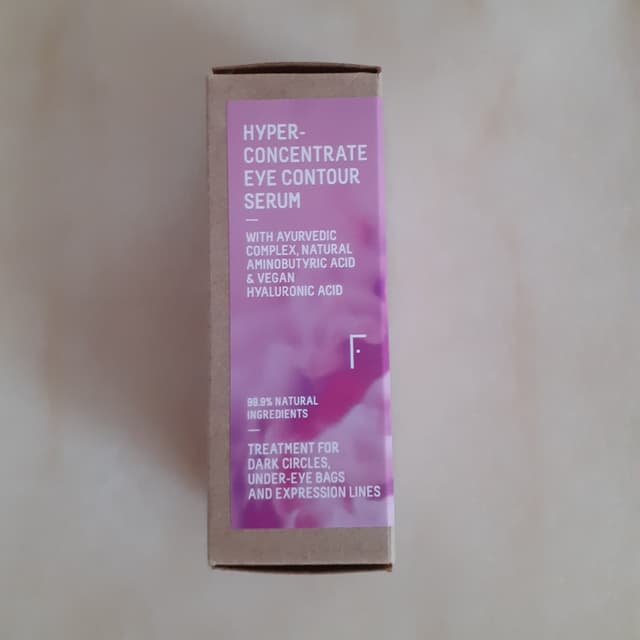 HYPER-
CONCENTRATE
EYE CONTOUR
SERUM
WITH AYURVEDIC
COMPLEX, NATURAL
AMINOBUTYRIC ACID
& VEGAN
HYALURONIC ACID
F
99.9% NATURAL
INGREDIENTS
TREATMENT FOR
DARK CIRCLES,
UNDER-EYE BAGS
AND EXPRESSION LINES